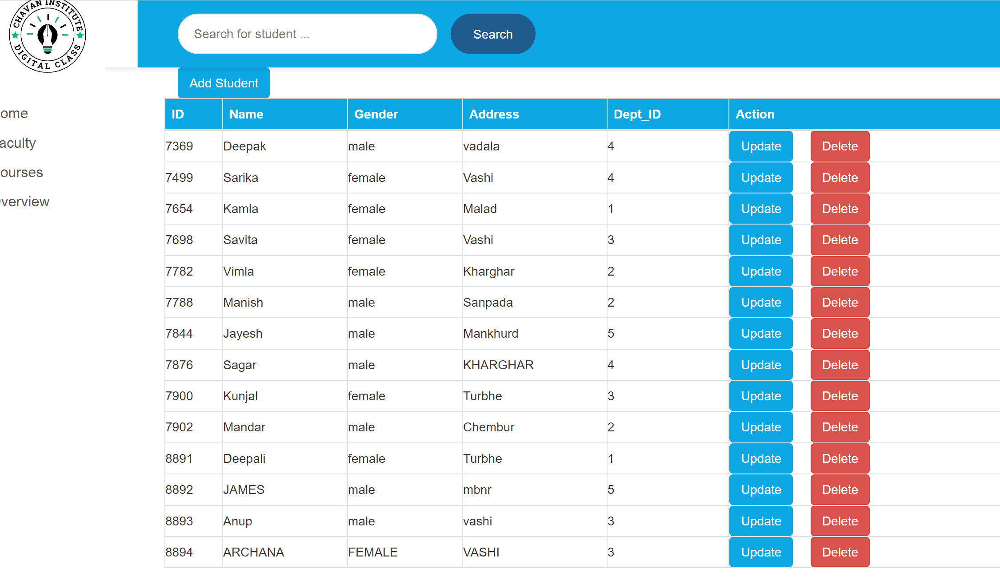 CHAVAN INSTITUTE
DIGITAL CLASS
Search for student ...
Search
Add Student
ome
aculty
ourses
verview
ID Name Gender Address Dept_ID Action
7369 Deepak male vadala 4 Update Delete
7499 Sarika female Vashi 4 Update Delete
7654 Kamla female Malad 1 Update Delete
7698 Savita female Vashi 3 Update Delete
7782 Vimla female Kharghar 2 Update Delete
7788 Manish male Sanpada 2 Update Delete
7844 Jayesh male Mankhurd 5 Update Delete
7876 Sagar male KHARGHAR 4 Update Delete
7900 Kunjal female Turbhe 3 Update Delete
7902 Mandar male Chembur 2 Update Delete
8891 Deepali female Turbhe 1 Update Delete
8892 JAMES male mbnr 5 Update Delete
8893 Anup male vashi 3 Update Delete
8894 ARCHANA FEMALE VASHI 3 Update Delete